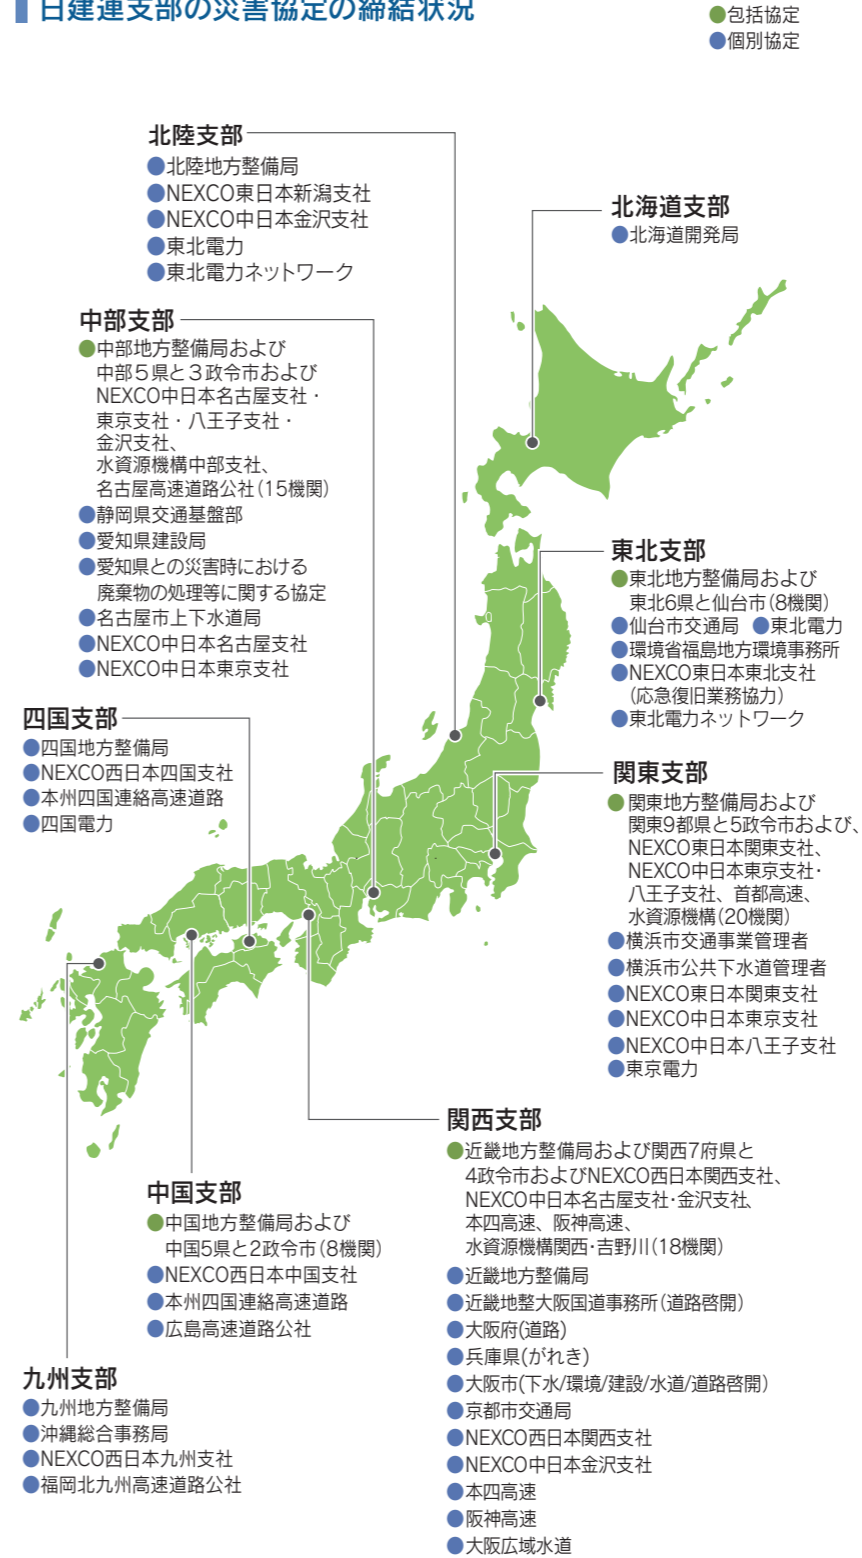 日建連支部の災害協定の締結状況
●包括協定
●個別協定
北陸支部
●北陸地方整備局
●NEXCO東日本新潟支社
●NEXCO中日本金沢支社
●東北電力
●東北電力ネットワーク
北海道支部
●北海道開発局
中部支部
●中部地方整備局および
中部5県と3政令市および
NEXCO中日本名古屋支社・
東京支社・八王子支社・
金沢支社、
水資源機構中部支社、
名古屋高速道路公社(15機関)
●静岡県交通基盤部
●愛知県建設局
●愛知県との災害時における
廃棄物の処理等に関する協定
●名古屋市上下水道局
●NEXCO中日本名古屋支社
●NEXCO中日本東京支社
東北支部
●東北地方整備局および
東北6県と仙台市(8機関)
●仙台市交通局 ●東北電力
●環境省福島地方環境事務所
●NEXCO東日本東北支社
(応急復旧業務協力)
●東北電力ネットワーク
四国支部
●四国地方整備局
●NEXCO西日本四国支社
●本州四国連絡高速道路
●四国電力
関東支部
●関東地方整備局および
関東9都県と5政令市および、
NEXCO東日本関東支社、
NEXCO中日本東京支社・
八王子支社、首都高速、
水資源機構(20機関)
●横浜市交通事業管理者
●横浜市公共下水道管理者
●NEXCO東日本関東支社
●NEXCO中日本東京支社
●NEXCO中日本八王子支社
●東京電力
関西支部
●近畿地方整備局および関西7府県と
4政令市およびNEXCO西日本関西支社、
NEXCO中日本名古屋支社・金沢支社、
本四高速、阪神高速、
水資源機構関西・吉野川(18機関)
●近畿地方整備局
●近畿地整大阪国道事務所(道路啓開)
●大阪府(道路)
●兵庫県(がれき)
●大阪市(下水/環境/建設/水道/道路啓開)
●京都市交通局
●NEXCO西日本関西支社
●NEXCO中日本金沢支社
●本四高速
●阪神高速
●大阪広域水道
中国支部
●中国地方整備局および
中国5県と2政令市(8機関)
●NEXCO西日本中国支社
●本州四国連絡高速道路
●広島高速道路公社
九州支部
●九州地方整備局
●沖縄総合事務局
●NEXCO西日本九州支社
●福岡北九州高速道路公社